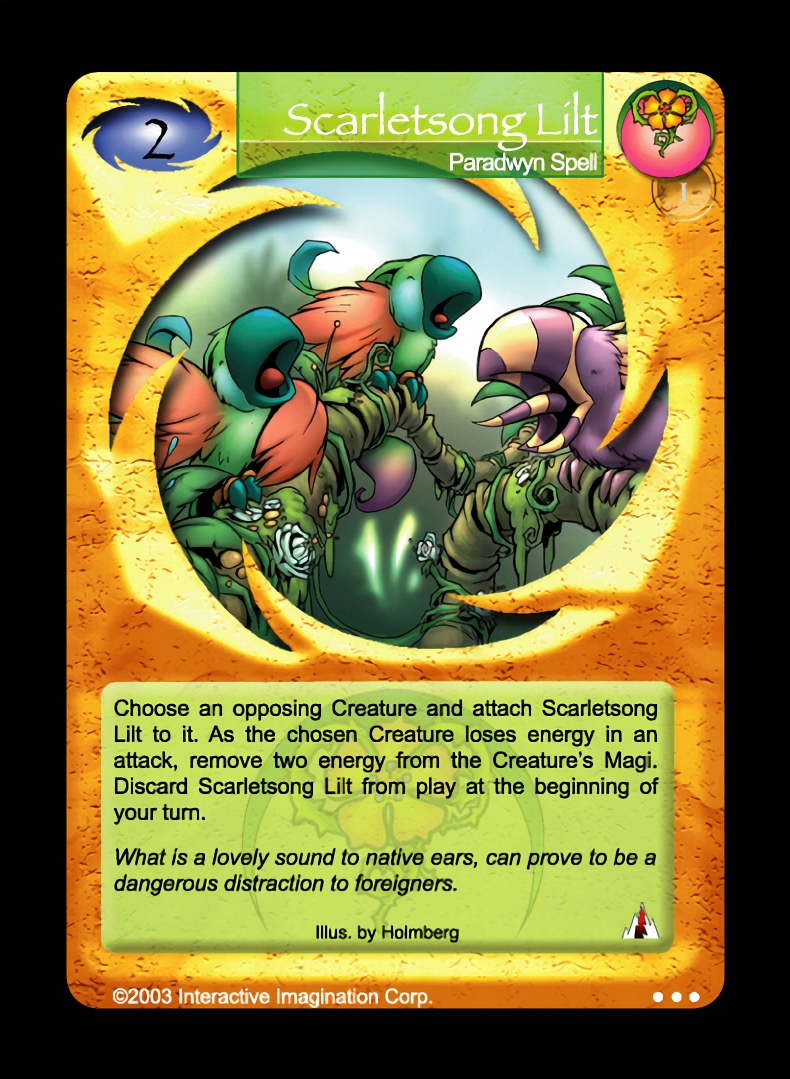 2
Scarletsong Lilt
Paradwyn Spell
1
Choose an opposing Creature and attach Scarletsong
Lilt to it. As the chosen Creature loses energy in an
attack, remove two energy from the Creature's Magi.
Discard Scarletsong Lilt from play at the beginning of
your turn.
What is a lovely sound to native ears, can prove to be a
dangerous distraction to foreigners.
Illus. by Holmberg
©2003 Interactive Imagination Corp.